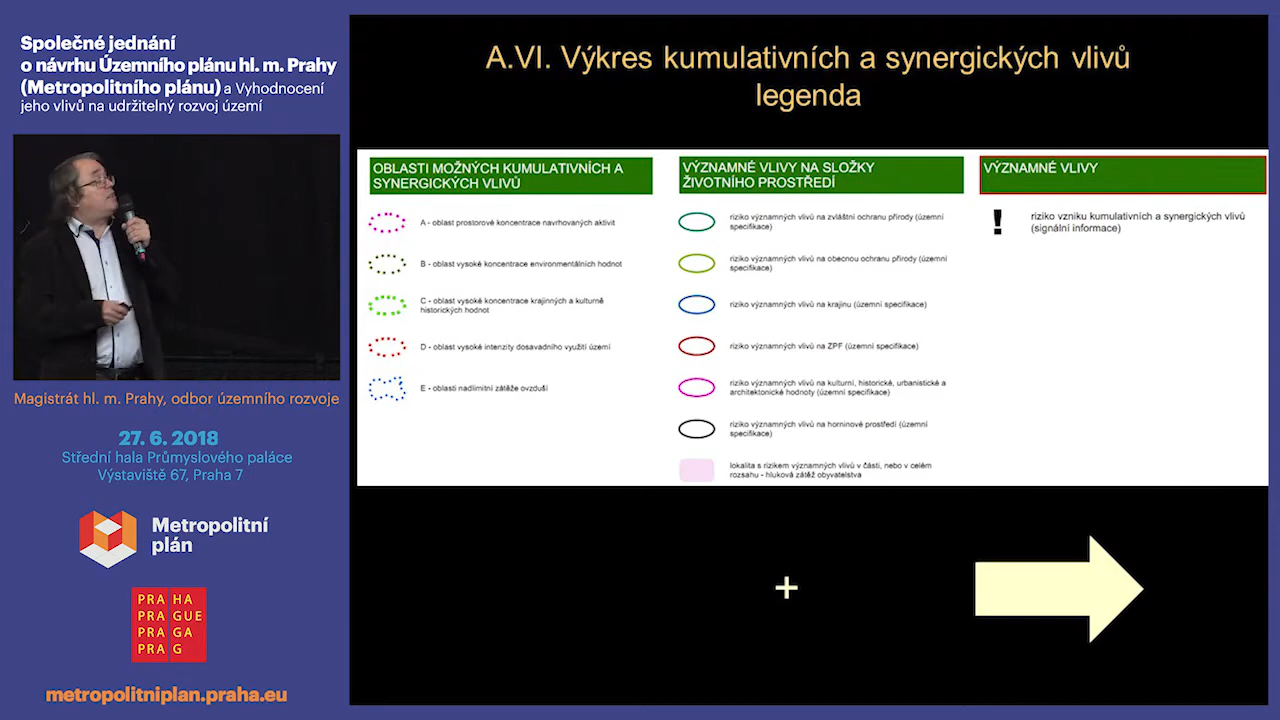 Společné jednání
o návrhu Územního plánu hl. m. Prahy
(Metropolitního plánu) a Vyhodnocení
jeho vlivů na udržitelný rozvoj území
Magistrát hl. m. Prahy, odbor územního rozvoje
27. 6. 2018
Střední hala Průmyslového paláce
Výstaviště 67, Praha 7
Metropolitní
plán
PRA HA
PRA GUE
PRA GA
PRA G
metropolitniplan.praha.eu
A.VI. Výkres kumulativních a synergických vlivů
legenda
OBLASTI MOŽNÝCH KUMULATIVNÍCH A
SYNERGICKÝCH VLIVŮ
A - oblast prostorové koncentrace navrhovaných aktivit
B - oblast vysoké koncentrace environmentálních hodnot
C - oblast vysoké koncentrace krajinných a kulturně
historických hodnot
D - oblast vysoké intenzity dosavadního využití území
E - oblasti nadlimitní zátěže ovzduší
VÝZNAMNÉ VLIVY NA SLOŽKY
ŽIVOTNÍHO PROSTŘEDÍ
riziko významných vlivů na zvláštní ochranu přírody (územní
specifikace)
riziko významných vlivů na obecnou ochranu přírody (územní
specifikace)
riziko významných vlivů na krajinu (územní specifikace)
riziko významných vlivů na ZPF (územní specifikace)
riziko významných vlivů na kulturní, historické, urbanistické a
architektonické hodnoty (územní specifikace)
riziko významných vlivů na horninové prostředí (územní
specifikace)
lokalita s rizikem významných vlivů v části, nebo v celém
rozsahu - hluková zátěž obyvatelstva
VÝZNAMNÉ VLIVY
! riziko vzniku kumulativních a synergických vlivů
(signální informace)
+